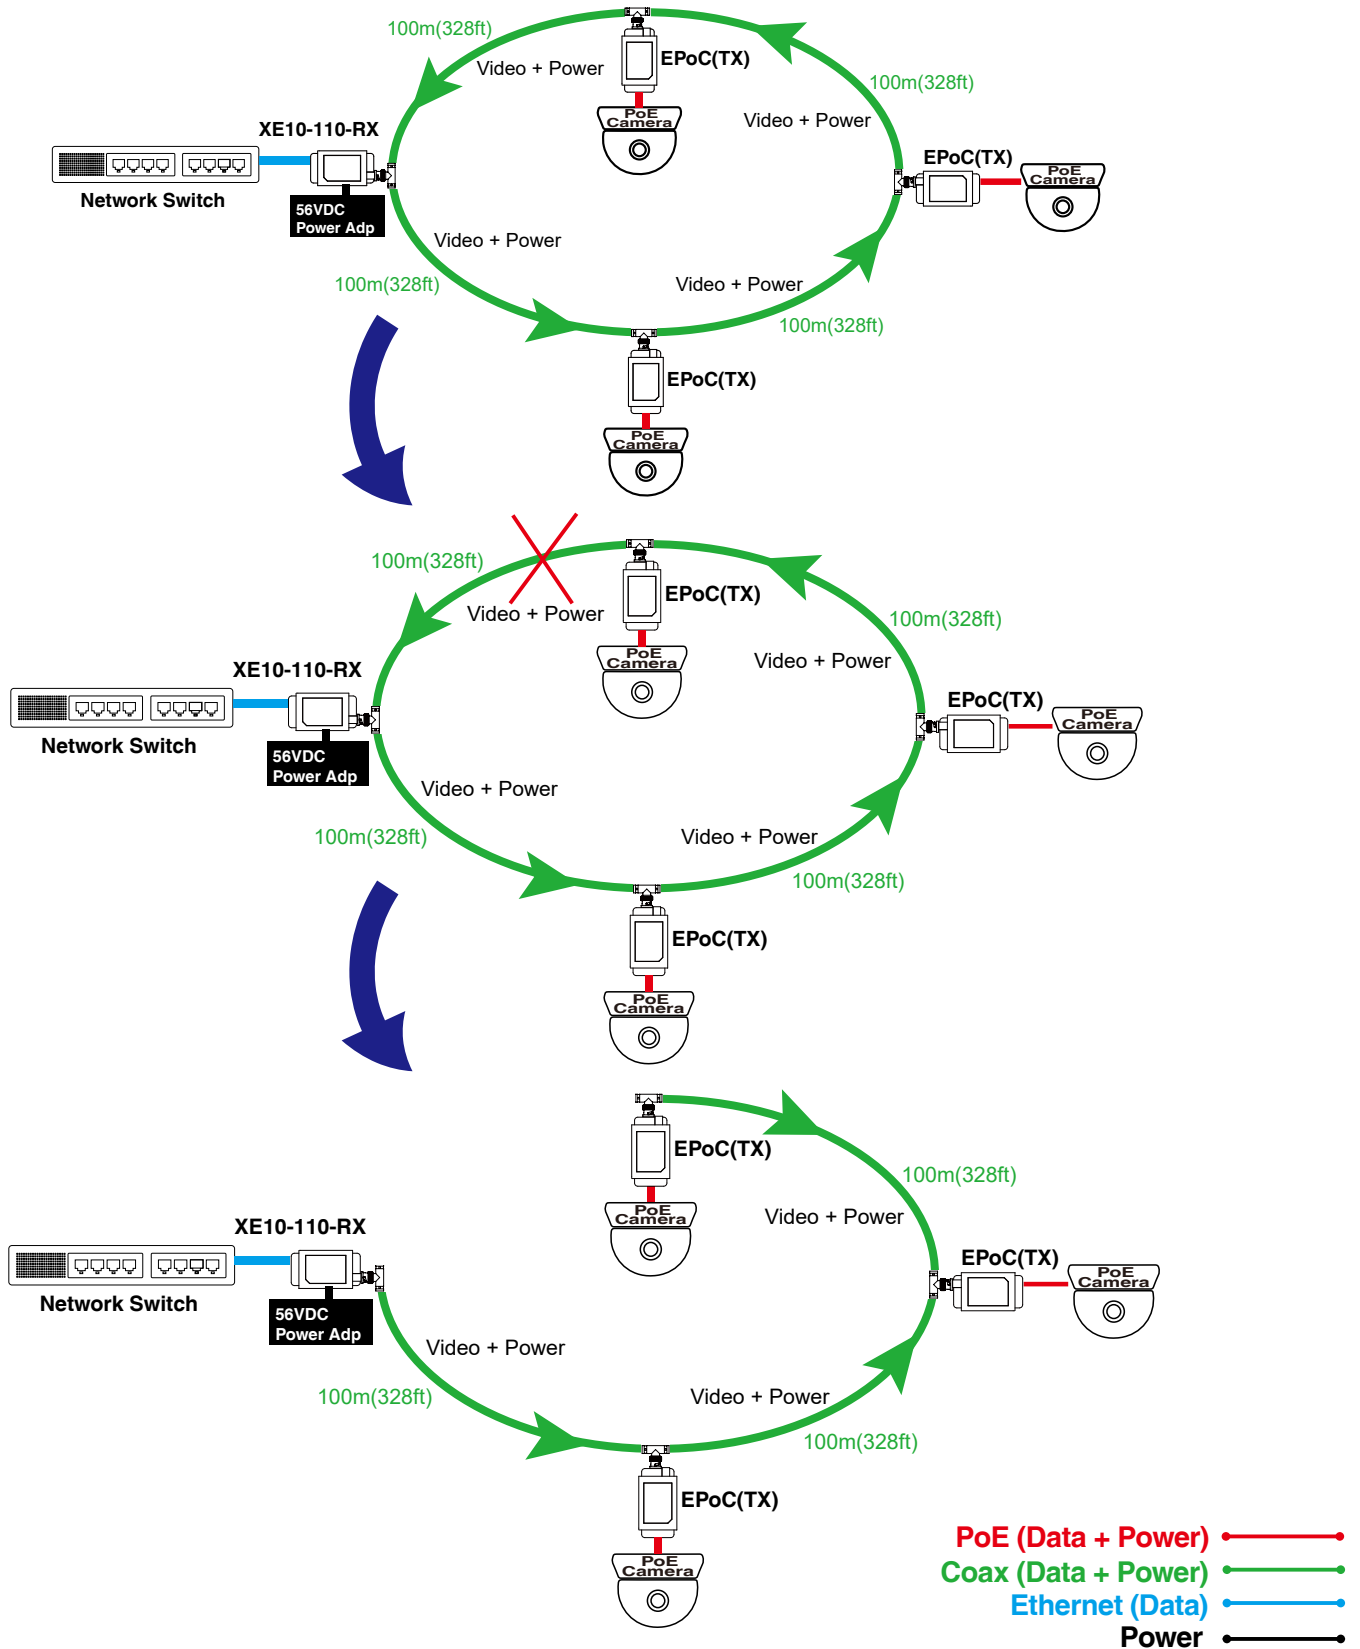 100m(328ft)
EPoC(TX)
Video + Power
100m(328ft)
PoE
Camera
Video + Power
XE10-110-RX
EPoC(TX)
PoE
Camera
Network Switch
56VDC
Power Adp
Video + Power
100m(328ft)
Video + Power
100m(328ft)
EPoC(TX)
PoE
Camera
100m(328ft)
EPoC(TX)
Video + Power
100m(328ft)
PoE
Camera
Video + Power
XE10-110-RX
EPoC(TX)
PoE
Camera
Network Switch
56VDC
Power Adp
Video + Power
100m(328ft)
Video + Power
100m(328ft)
EPoC(TX)
PoE
Camera
EPoC(TX)
100m(328ft)
PoE
Camera
Video + Power
XE10-110-RX
EPoC(TX)
PoE
Camera
Network Switch
56VDC
Power Adp
Video + Power
100m(328ft)
Video + Power
100m(328ft)
EPoC(TX)
PoE
Camera
PoE (Data + Power)
Coax (Data + Power)
Ethernet (Data)
Power